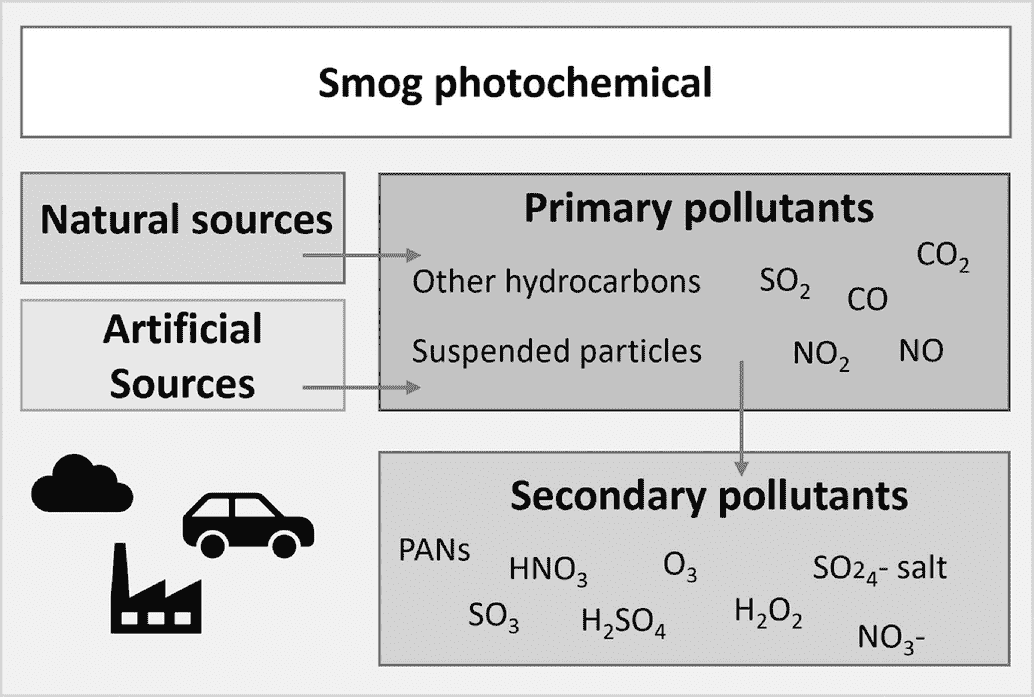 Smog photochemical
Natural sources
Artificial
Sources
Primary pollutants
Other hydrocarbons
SO₂
CO
CO₂
Suspended particles
NO₂
NO
Secondary pollutants
PANs
HNO₃
O₃
SO2₄- salt
SO₃
H₂SO₄
H₂O₂
NO₃-